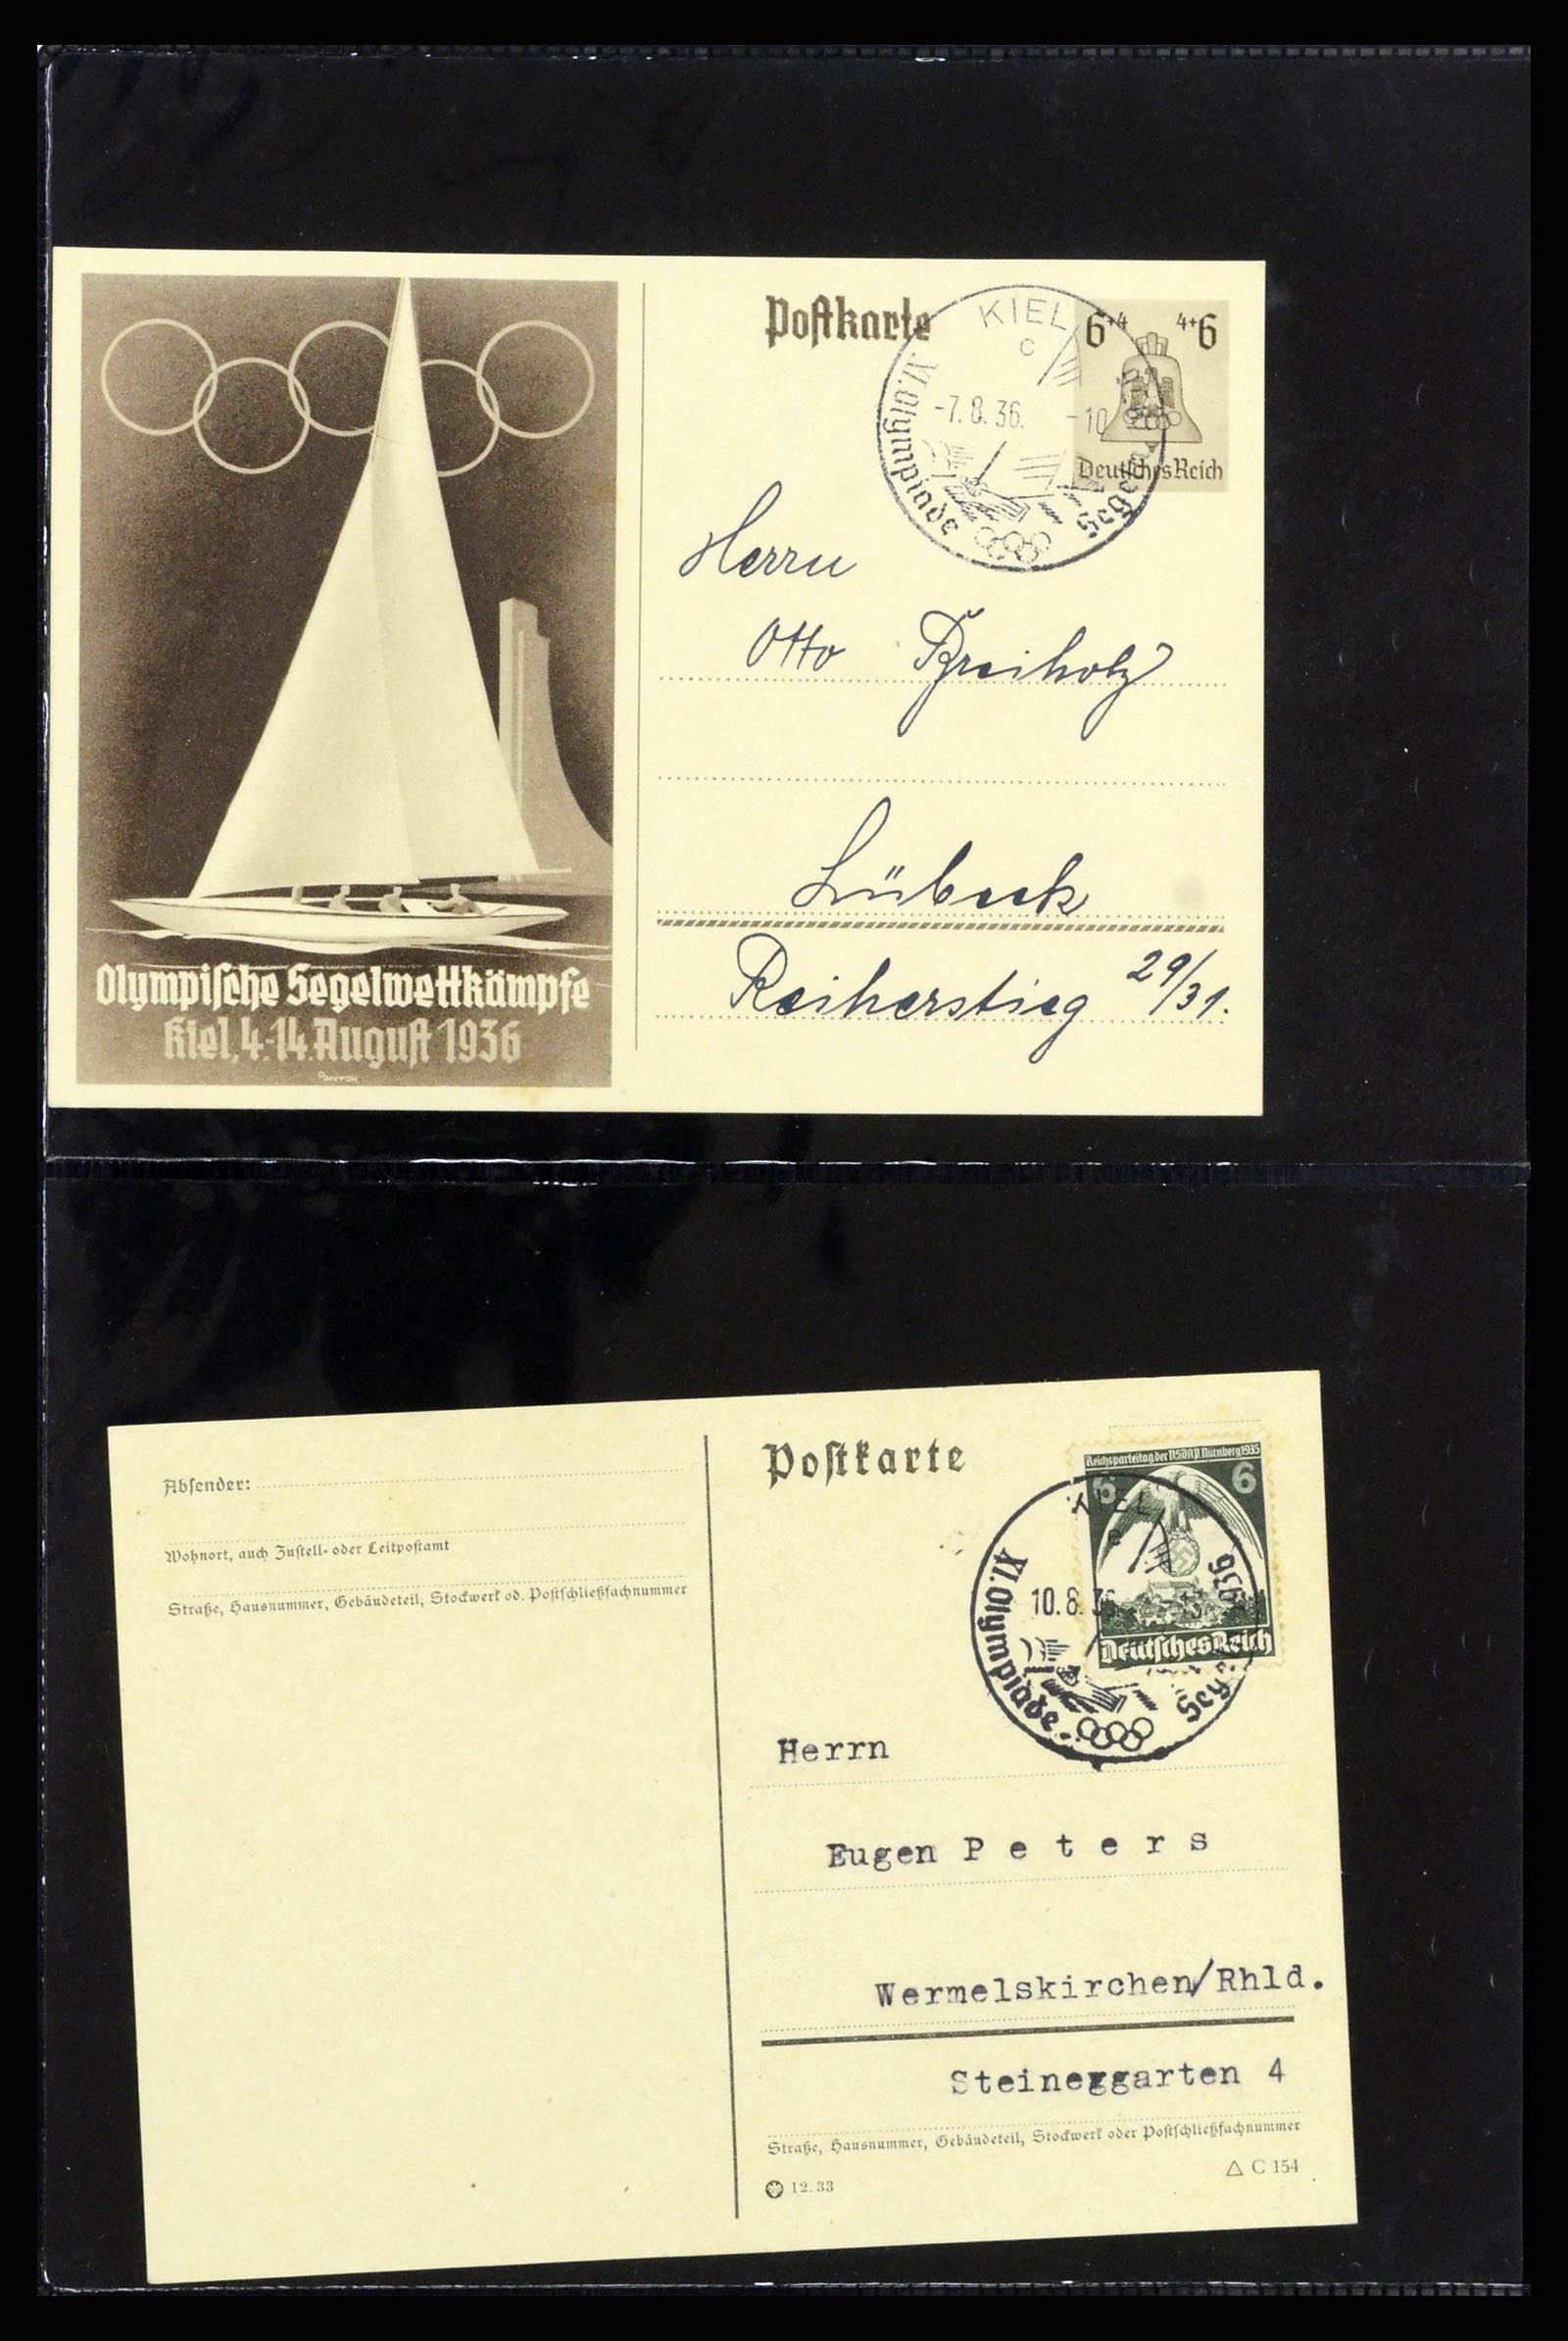 Olympische Segelwettkämpfe
Kiel, 4.-14. August 1936
Postkarte
KIEL
c
6+4 4+6
-7.8.36. -10
XI. Olympiade
Deutsches Reich
Herrn
Otto Breiholz
Lübeck
Reiherstieg 29/31.
Postkarte
Absender:
Wohnort, auch Zustell- oder Leitpostamt
Straße, Hausnummer, Gebäudeteil, Stockwerk od. Postschließfachnummer
Reichsparteitag der NSDAP Nürnberg 1935
6 6
KIEL
e
1936
10.8.36
XI. Olympiade
Deutsches Reich
Herrn
Eugen P e t e r s
Wermelskirchen/Rhld.
Steineggarten 4
Straße, Hausnummer, Gebäudeteil, Stockwerk oder Postschließfachnummer
12.33
△ C 154